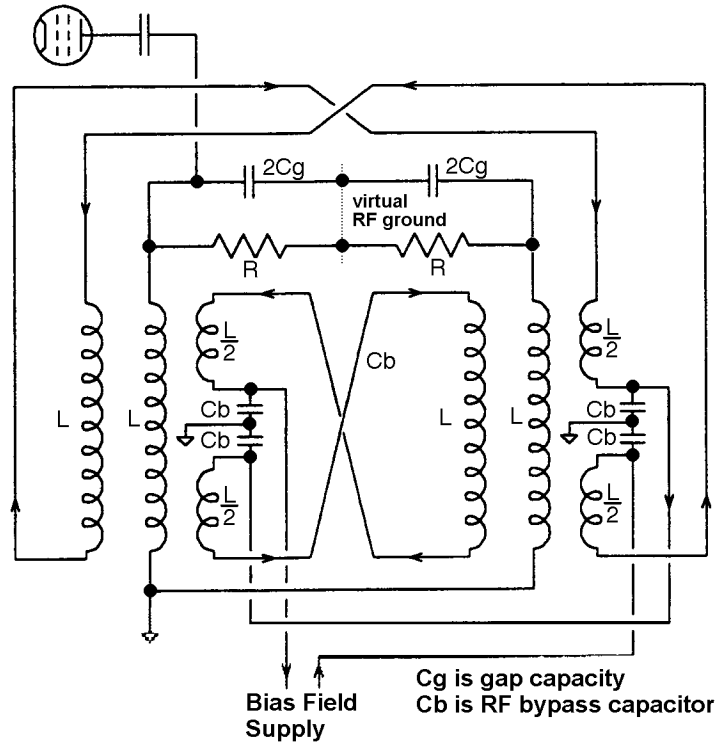 2Cg
2Cg
virtual
RF ground
R
R
L
2
Cb
L
2
L
L
Cb
Cb
L
L
Cb
Cb
L
2
L
2
Bias Field
Supply
Cg is gap capacity
Cb is RF bypass capacitor